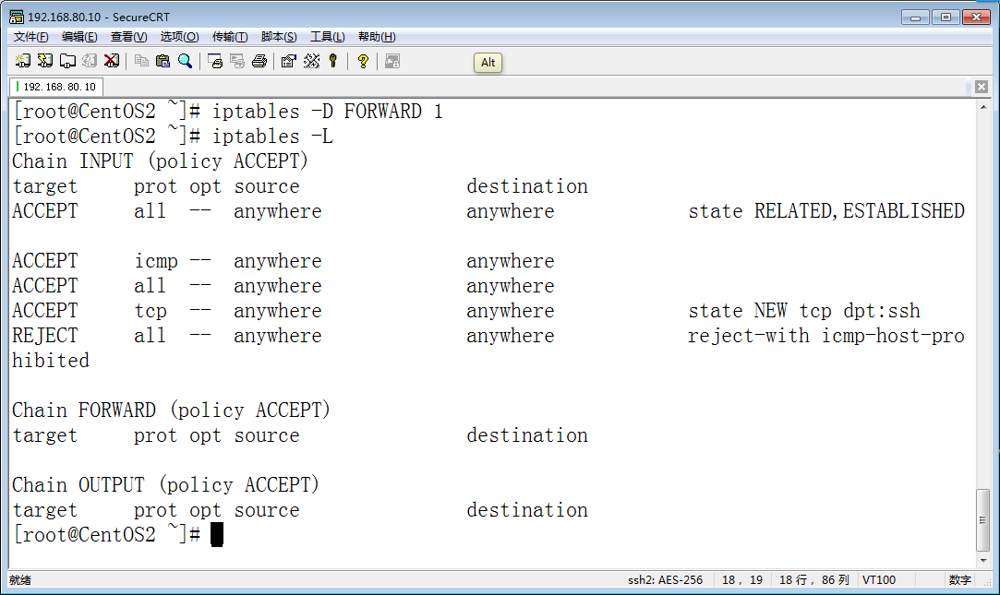 192.168.80.10 - SecureCRT
文件(F) 编辑(E) 查看(V) 选项(O) 传输(T) 脚本(S) 工具(L) 帮助(H)
Alt
192.168.80.10
[root@CentOS2 ~]# iptables -D FORWARD 1
[root@CentOS2 ~]# iptables -L
Chain INPUT (policy ACCEPT)
target     prot opt source               destination
ACCEPT     all  --  anywhere             anywhere            state RELATED,ESTABLISHED
ACCEPT     icmp --  anywhere             anywhere
ACCEPT     all  --  anywhere             anywhere
ACCEPT     tcp  --  anywhere             anywhere            state NEW tcp dpt:ssh
REJECT     all  --  anywhere             anywhere            reject-with icmp-host-pro
hibited
Chain FORWARD (policy ACCEPT)
target     prot opt source               destination
Chain OUTPUT (policy ACCEPT)
target     prot opt source               destination
[root@CentOS2 ~]#
就绪 ssh2: AES-256 18, 19 18 行, 86 列 VT100 数字